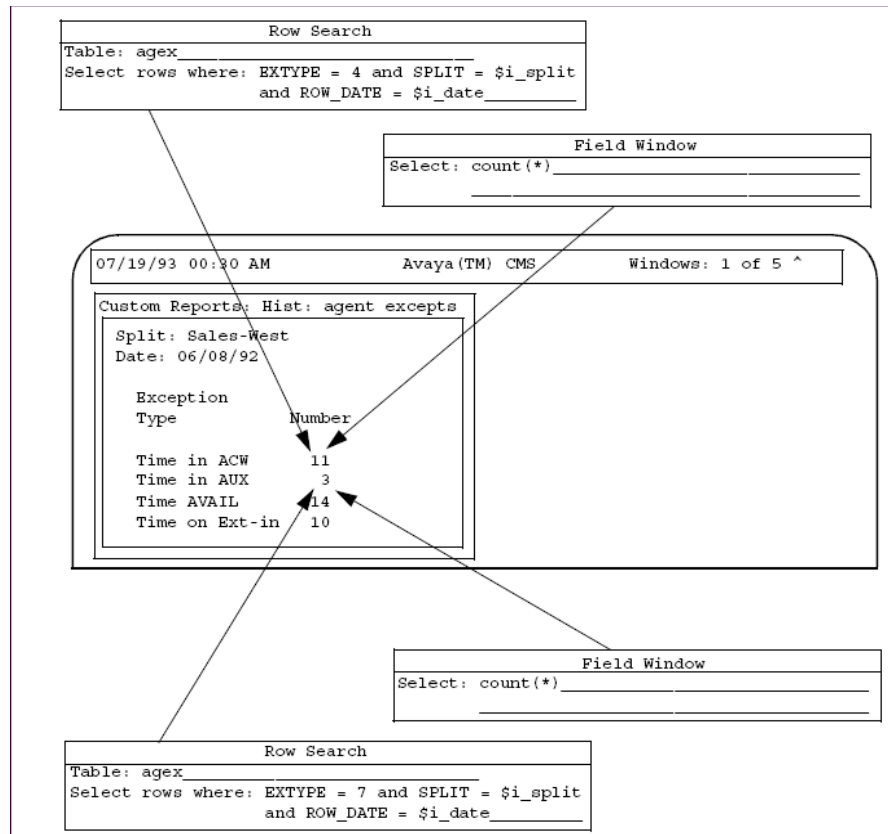 Row Search
Table: agex
Select rows where: EXTYPE = 4 and SPLIT = $i_split
and ROW_DATE = $i_date
Field Window
Select: count(*)
07/19/93 00:30 AM Avaya(TM) CMS Windows: 1 of 5 ^
Custom Reports: Hist: agent excepts
Split: Sales-West
Date: 06/08/92
Exception
Type Number
Time in ACW 11
Time in AUX 3
Time AVAIL 14
Time on Ext-in 10
Field Window
Select: count(*)
Row Search
Table: agex
Select rows where: EXTYPE = 7 and SPLIT = $i_split
and ROW_DATE = $i_date